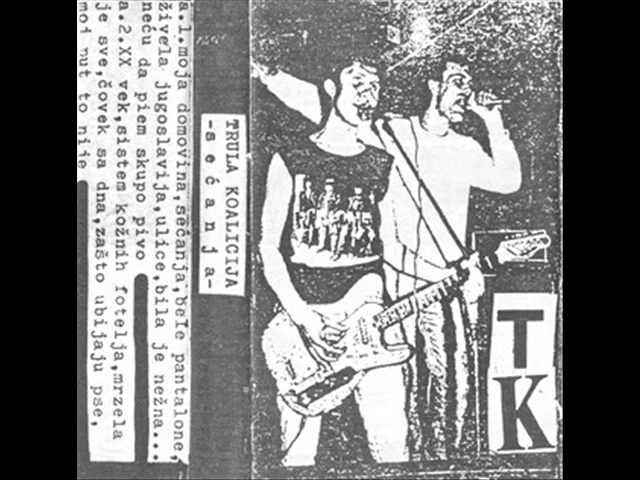 a.1.moja domovina,sećanja,bele pantalone,
živela jugoslavija,ulice,bila je nežna...
neću da piem skupo pivo
a.2.XX vek,sistem kožnih fotelja,mrzela
je sve,čovek sa dna,zašto ubijaju pse,
moj put to nije
TRULA KOALICIJA
-sećanja-
T
K